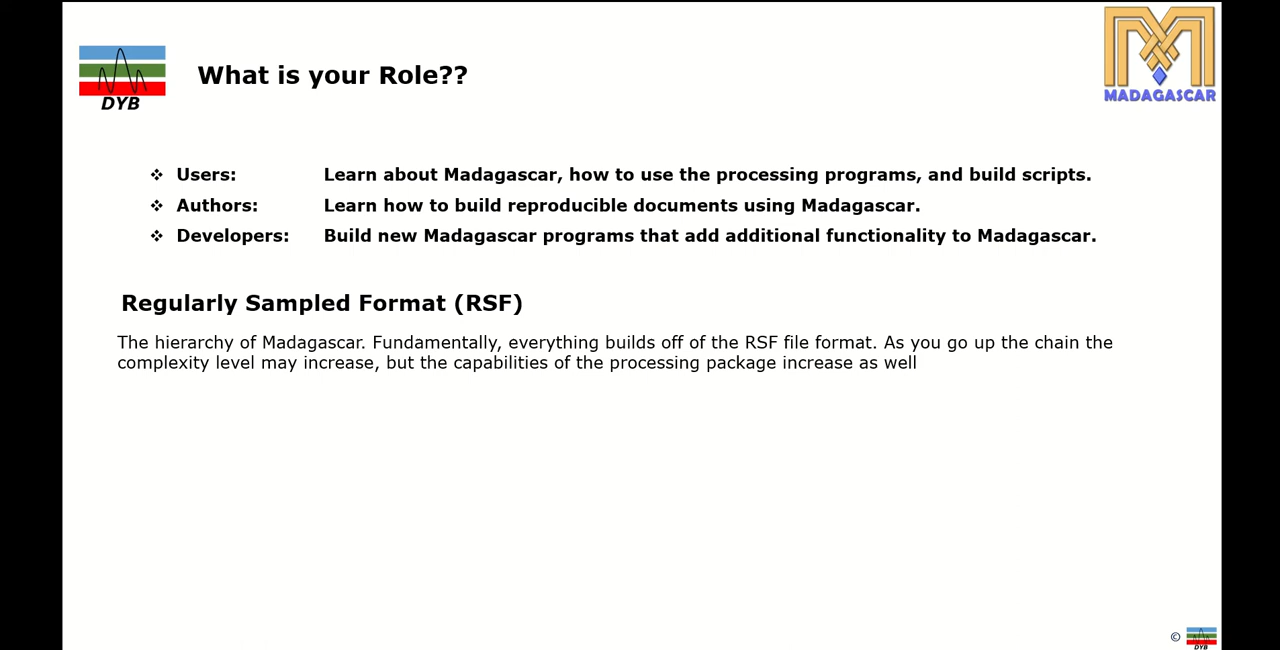 DYB
What is your Role??
MADAGASCAR
❖ Users: Learn about Madagascar, how to use the processing programs, and build scripts.
❖ Authors: Learn how to build reproducible documents using Madagascar.
❖ Developers: Build new Madagascar programs that add additional functionality to Madagascar.
Regularly Sampled Format (RSF)
The hierarchy of Madagascar. Fundamentally, everything builds off of the RSF file format. As you go up the chain the
complexity level may increase, but the capabilities of the processing package increase as well
© DYB